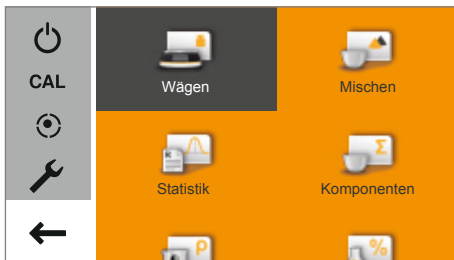 CAL
Wägen
Mischen
Σ
Statistik
Komponenten
ρ
%